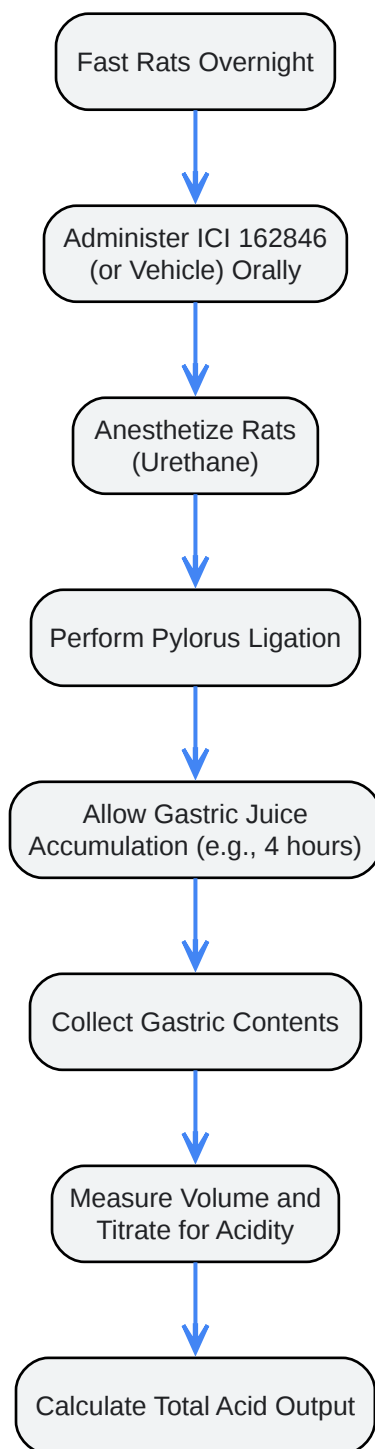 Fast Rats Overnight
Administer ICI 162846
(or Vehicle) Orally
Anesthetize Rats
(Urethane)
Perform Pylorus Ligation
Allow Gastric Juice
Accumulation (e.g., 4 hours)
Collect Gastric Contents
Measure Volume and
Titrate for Acidity
Calculate Total Acid Output